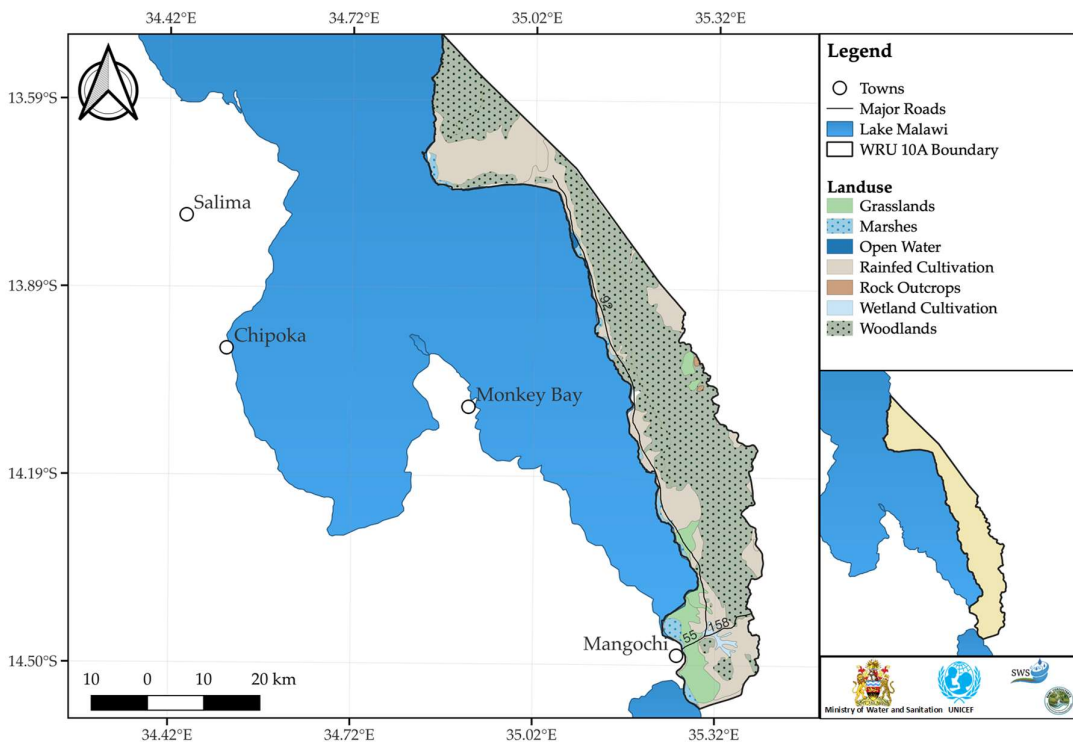 34.42°E 34.72°E 35.02°E 35.32°E
13.59°S
13.89°S
14.19°S
14.50°S
Salima
Chipoka
Monkey Bay
Mangochi
92
55
158
10 0 10 20 km
34.42°E 34.72°E 35.02°E 35.32°E
Legend
Towns
Major Roads
Lake Malawi
WRU 10A Boundary
Landuse
Grasslands
Marshes
Open Water
Rainfed Cultivation
Rock Outcrops
Wetland Cultivation
Woodlands
SWS
Ministry of Water and Sanitation UNICEF